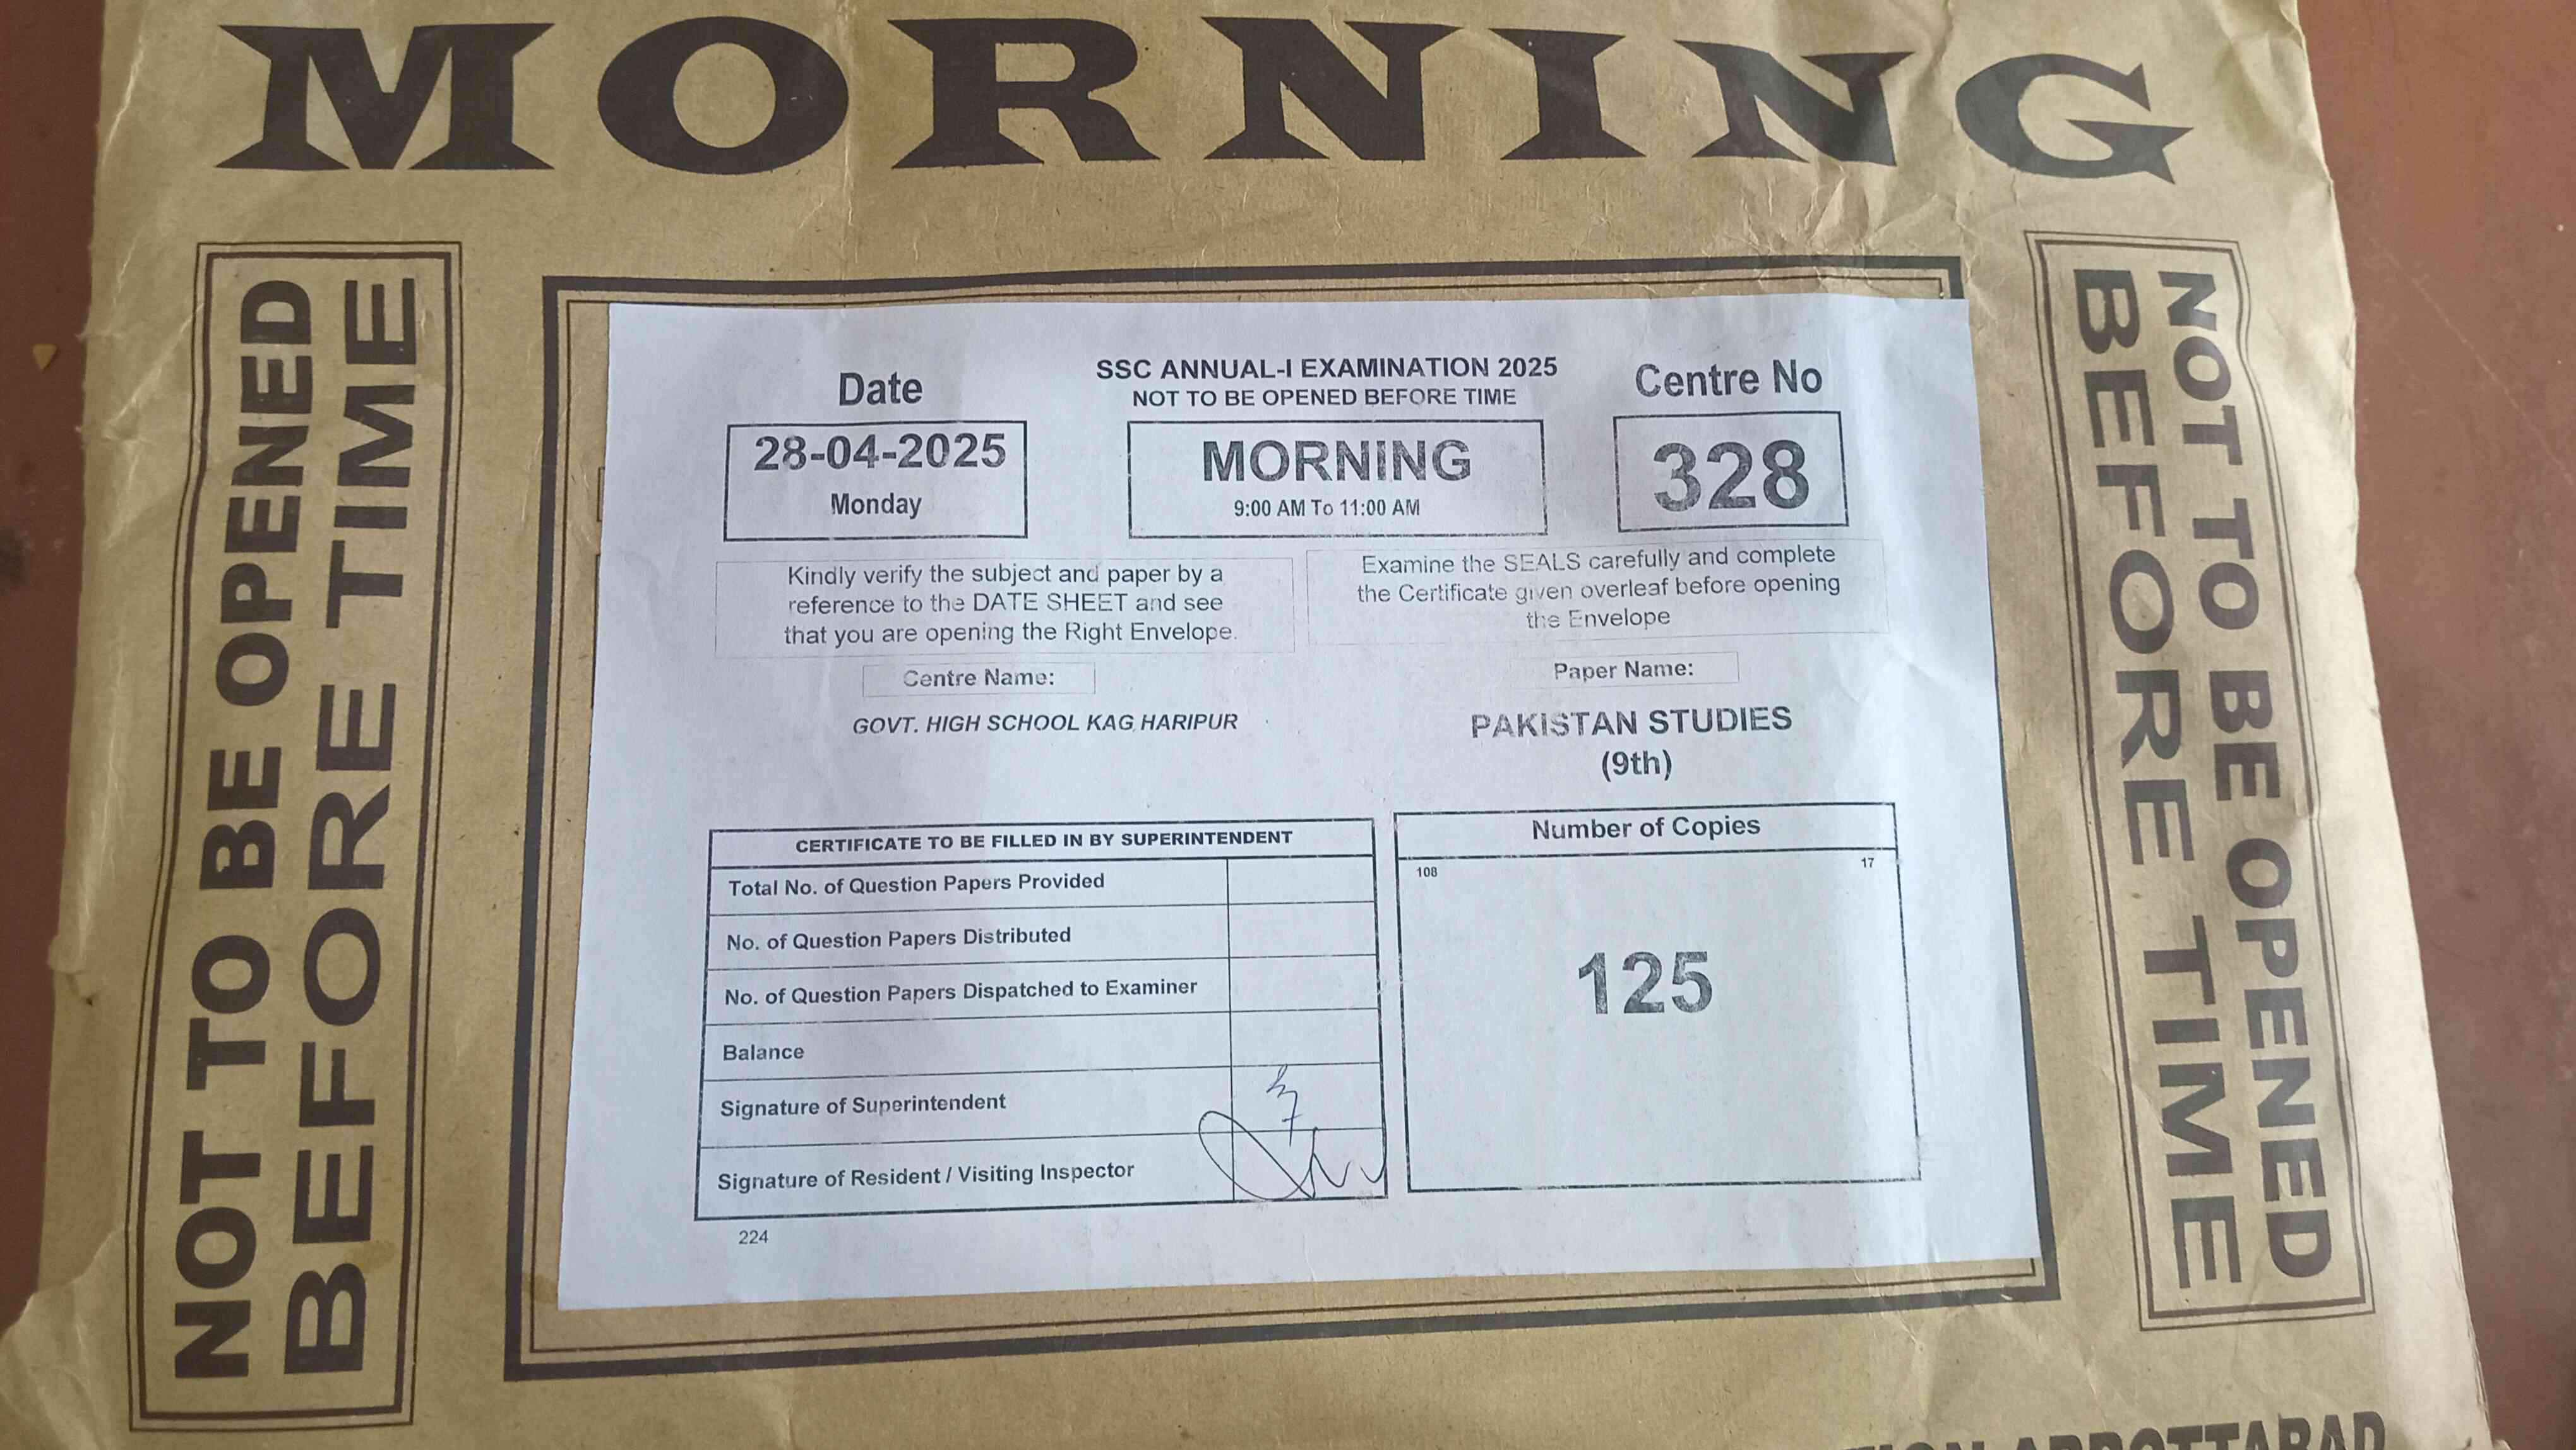 MORNING
NOT TO BE OPENED
BEFORE TIME
Date
28-04-2025
Monday
SSC ANNUAL-I EXAMINATION 2025
NOT TO BE OPENED BEFORE TIME
MORNING
9:00 AM To 11:00 AM
Centre No
328
Kindly verify the subject and paper by a
reference to the DATE SHEET and see
that you are opening the Right Envelope.
Examine the SEALS carefully and complete
the Certificate given overleaf before opening
the Envelope
Centre Name:
GOVT. HIGH SCHOOL KAG HARIPUR
Paper Name:
PAKISTAN STUDIES
(9th)
CERTIFICATE TO BE FILLED IN BY SUPERINTENDENT
Total No. of Question Papers Provided
No. of Question Papers Distributed
No. of Question Papers Dispatched to Examiner
Balance
Signature of Superintendent
Signature of Resident / Visiting Inspector
224
Number of Copies
108 17
125
NOT TO BE OPENED
BEFORE TIME
ABBOTTABAD